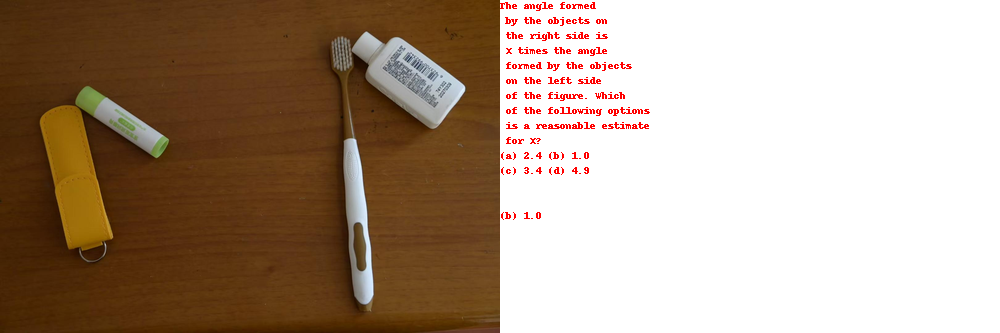 The angle formed
by the objects on
the right side is
X times the angle
formed by the objects
on the left side
of the figure. Which
of the following options
is a reasonable estimate
for X?
(a) 2.4 (b) 1.0
(c) 3.4 (d) 4.9
(b) 1.0